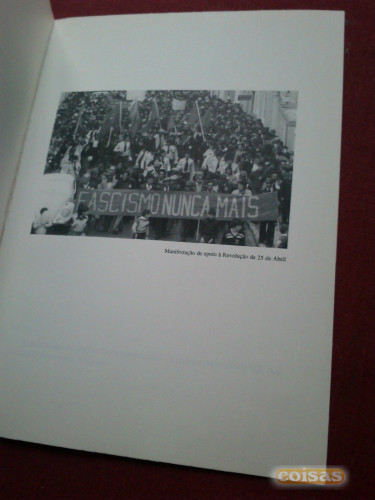 FASCISMO NUNCA MAIS
Manifestação de apoio à Revolução de 25 de Abril
coisas